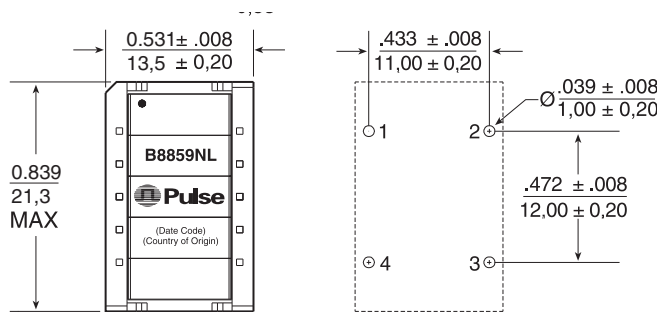 0.531± .008
13,5 ± 0,20
.433 ± .008
11,00 ± 0,20
Ø .039 ± .008
1,00 ± 0,20
1
2
B8859NL
0.839
21,3
MAX
Pulse
.472 ± .008
12,00 ± 0,20
(Date Code)
(Country of Origin)
4
3